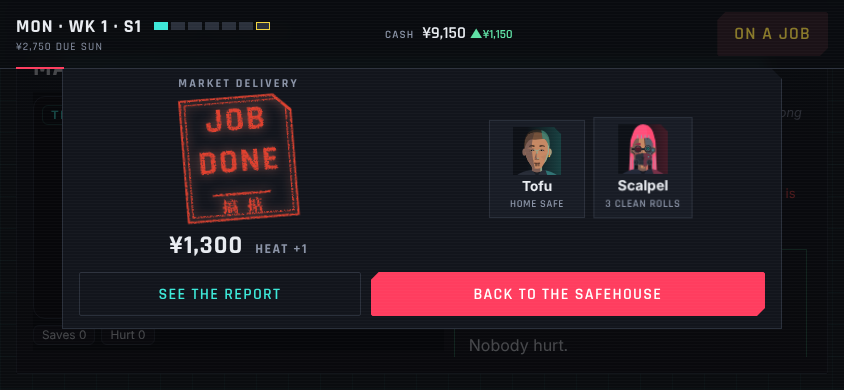 MON · WK 1 · S1
¥2,750 DUE SUN
CASH ¥9,150 ▲¥1,150
ON A JOB
MARKET DELIVERY
JOB
DONE
¥1,300 HEAT +1
Tofu
HOME SAFE
Scalpel
3 CLEAN ROLLS
SEE THE REPORT
BACK TO THE SAFEHOUSE
is
Saves 0
Hurt 0
Nobody hurt.